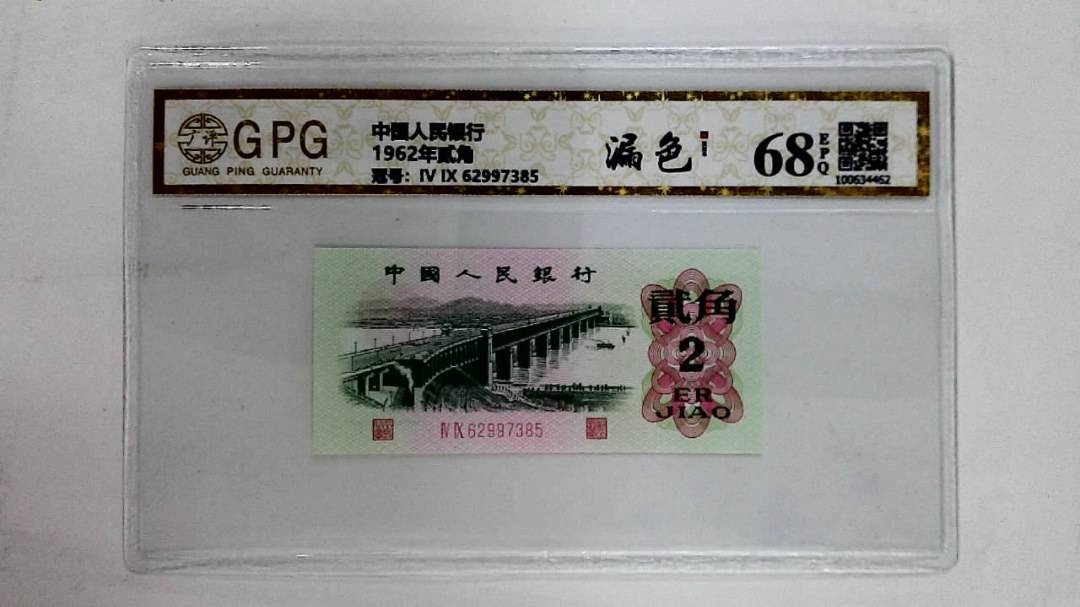 GPG
GUANG PING GUARANTY
中國人民银行
1962年贰角
冠号：IV IX 62997385
漏色
68
EPQ
100634462
中國人民銀行
貳角
2
ER
JIAO
IV IX 62997385